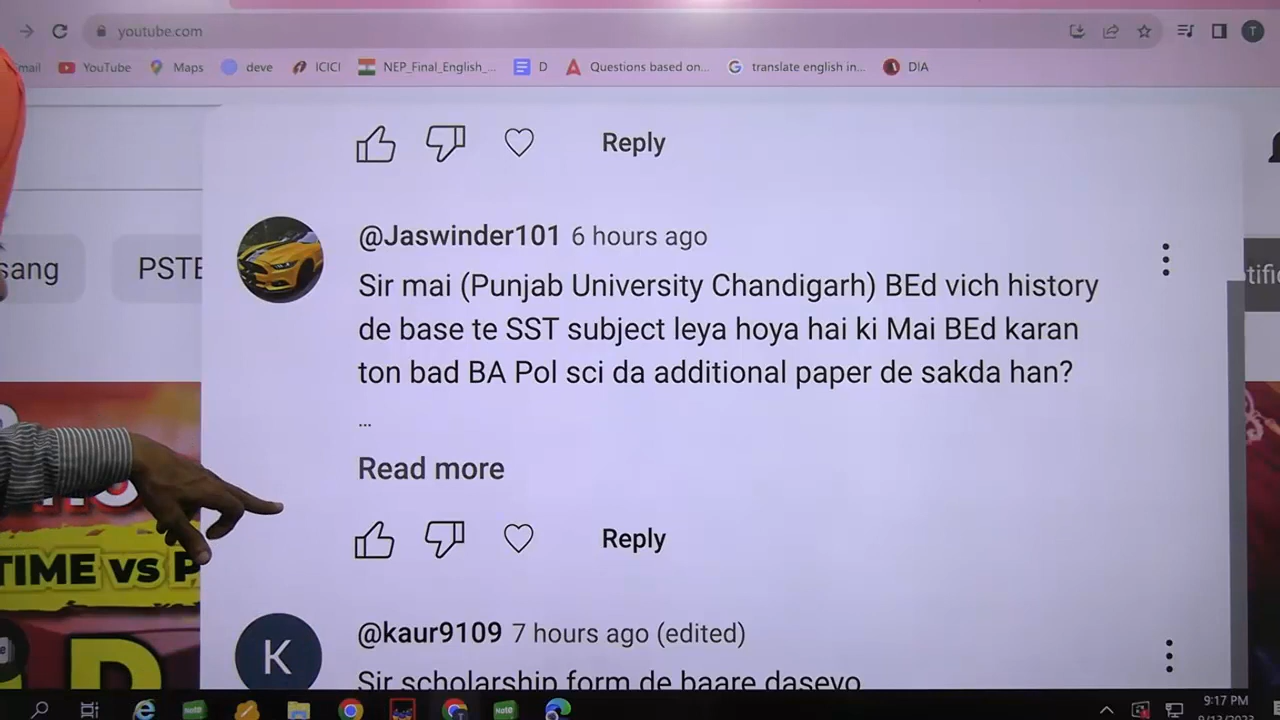 youtube.com
mail
YouTube
Maps
deve
ICICI
NEP_Final_English_...
D
Questions based on...
translate english in...
DIA
Reply
@Jaswinder101 6 hours ago
Sir mai (Punjab University Chandigarh) BEd vich history
de base te SST subject leya hoya hai ki Mai BEd karan
ton bad BA Pol sci da additional paper de sakda han?
...
Read more
Reply
sang
PSTE
tific
TIME vs P
K
@kaur9109 7 hours ago (edited)
Sir scholarship form de baare dasevo
T
9:17 PM